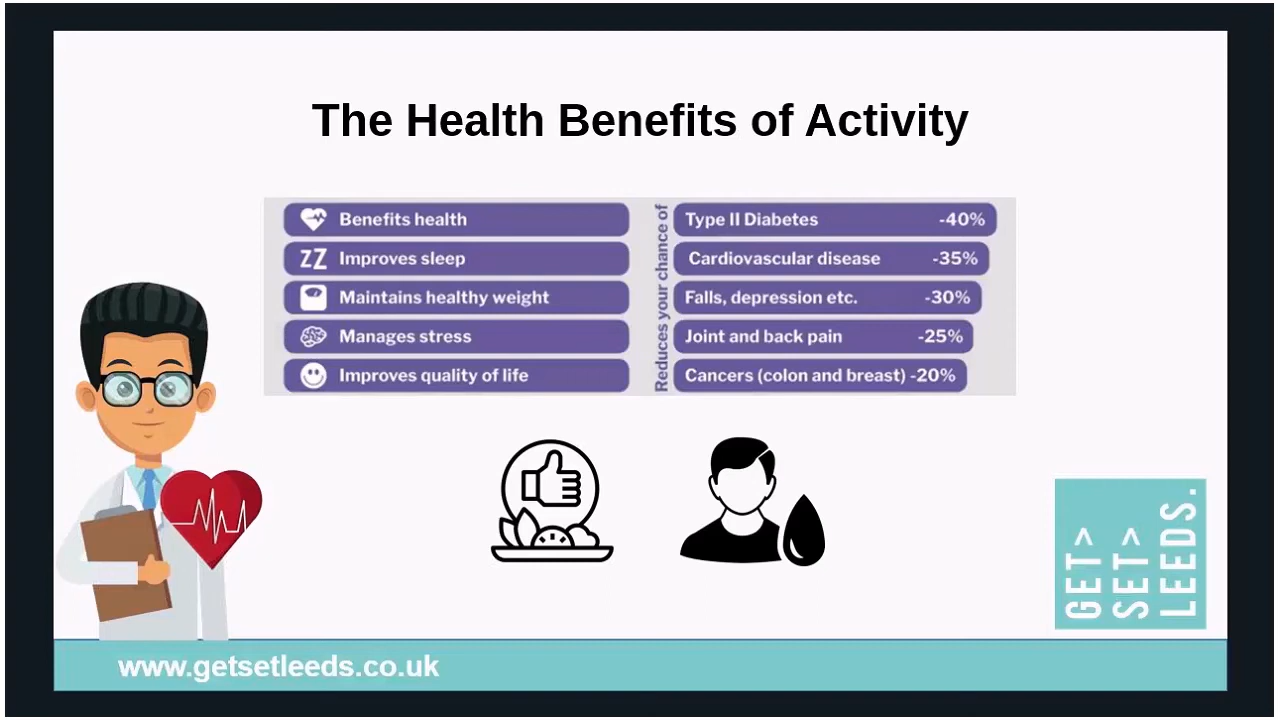 The Health Benefits of Activity
Benefits health
ZZ Improves sleep
Maintains healthy weight
Manages stress
Improves quality of life
Reduces your chance of
Type II Diabetes -40%
Cardiovascular disease -35%
Falls, depression etc. -30%
Joint and back pain -25%
Cancers (colon and breast) -20%
GET>
SET>
LEEDS.
www.getsetleeds.co.uk